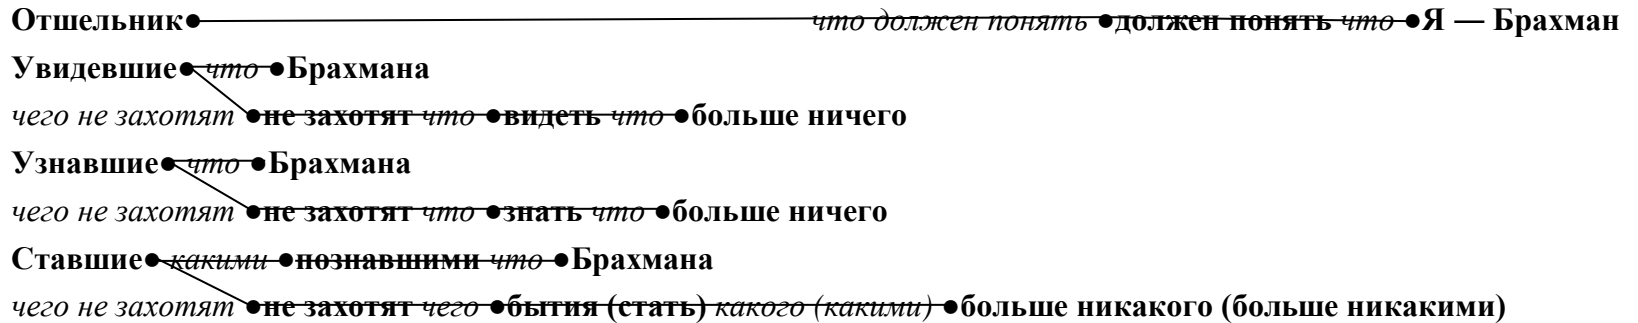 Отшельник● что должен понять ●должен понять что ●Я — Брахман
Увидевшие● что ●Брахмана
чего не захотят ●не захотят что ●видеть что ●больше ничего
Узнавшие● что ●Брахмана
чего не захотят ●не захотят что ●знать что ●больше ничего
Ставшие● какими ●познавшими что ●Брахмана
чего не захотят ●не захотят чего ●бытия (стать) какого (какими) ●больше никакого (больше никакими)